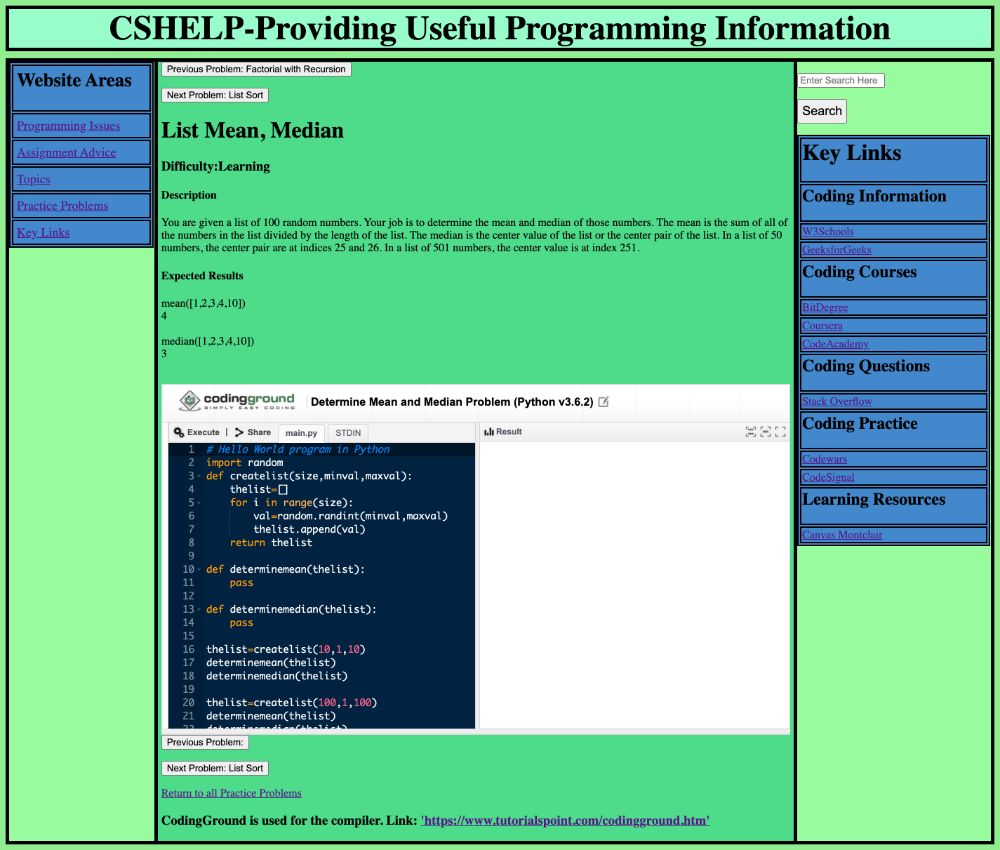 CSHELP-Providing Useful Programming Information
Website Areas
Programming Issues
Assignment Advice
Topics
Practice Problems
Key Links
Previous Problem: Factorial with Recursion
Next Problem: List Sort
List Mean, Median
Difficulty:Learning
Description
You are given a list of 100 random numbers. Your job is to determine the mean and median of those numbers. The mean is the sum of all of
the numbers in the list divided by the length of the list. The median is the center value of the list or the center pair of the list. In a list of 50
numbers, the center pair are at indices 25 and 26. In a list of 501 numbers, the center value is at index 251.
Expected Results
mean([1,2,3,4,10])
4
median([1,2,3,4,10])
3
codingground
SIMPLY EASY CODING
Determine Mean and Median Problem (Python v3.6.2)
Execute | Share main.py STDIN
Result
1 # Hello World program in Python
2 import random
3 def createlist(size,minval,maxval):
4 thelist=[]
5 for i in range(size):
6 val=random.randint(minval,maxval)
7 thelist.append(val)
8 return thelist
9
10 def determinemean(thelist):
11 pass
12
13 def determinemedian(thelist):
14 pass
15
16 thelist=createlist(10,1,10)
17 determinemean(thelist)
18 determinemedian(thelist)
19
20 thelist=createlist(100,1,100)
21 determinemean(thelist)
22 determinemedian(thelist)
Previous Problem:
Next Problem: List Sort
Return to all Practice Problems
CodingGround is used for the compiler. Link: 'https://www.tutorialspoint.com/codingground.htm'
Enter Search Here
Search
Key Links
Coding Information
W3Schools
GeeksforGeeks
Coding Courses
BitDegree
Coursera
CodeAcademy
Coding Questions
Stack Overflow
Coding Practice
Codewars
CodeSignal
Learning Resources
Canvas Montclair